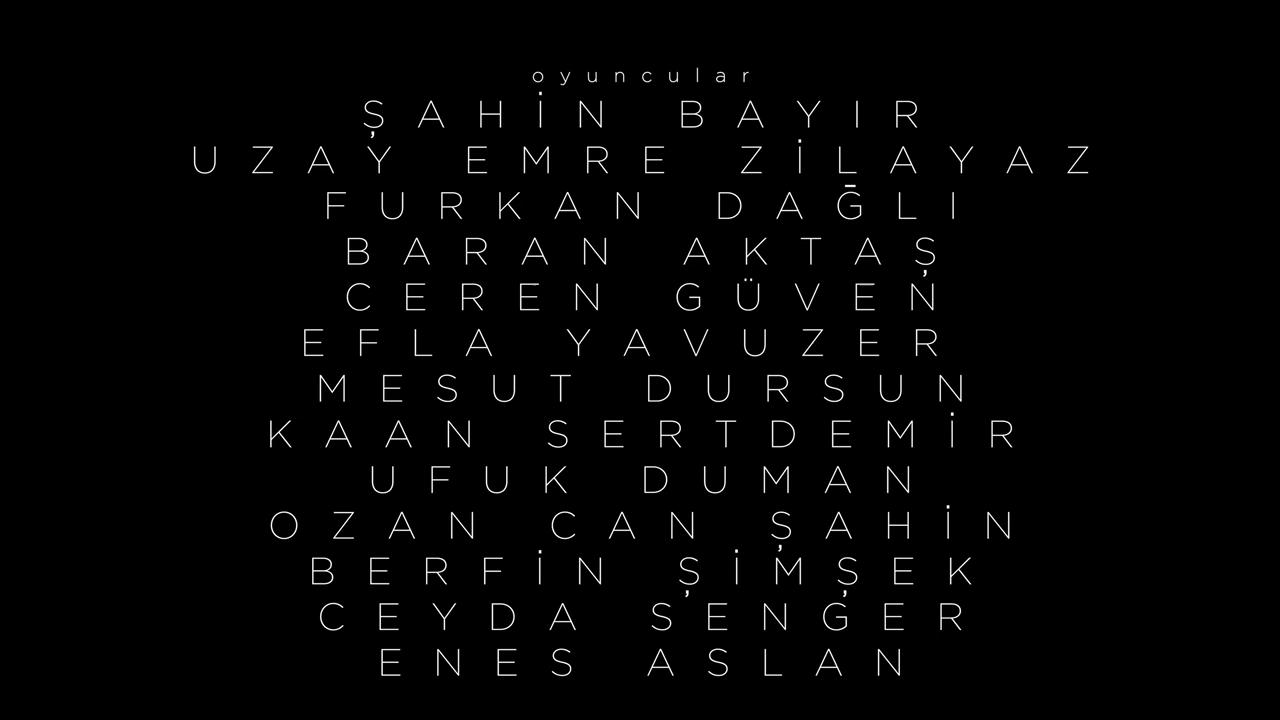 oyuncular
ŞAHİN BAYIR
UZAY EMRE ZİLAYAZ
FURKAN DAĞLI
BARAN AKTAŞ
CEREN GÜVEN
EFLA YAVUZER
MESUT DURSUN
KAAN SERTDEMİR
UFUK DUMAN
OZAN CAN ŞAHİN
BERFİN ŞİMŞEK
CEYDA SENGER
ENES ASLAN